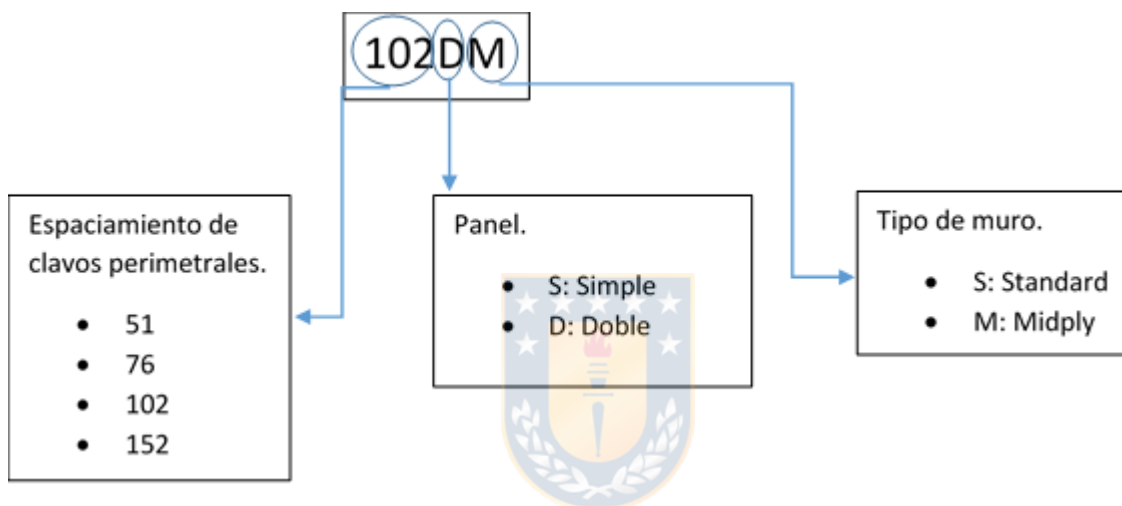 102DM
Espaciamiento de
clavos perimetrales.
• 51
• 76
• 102
• 152
Panel.
• S: Simple
• D: Doble
Tipo de muro.
• S: Standard
• M: Midply